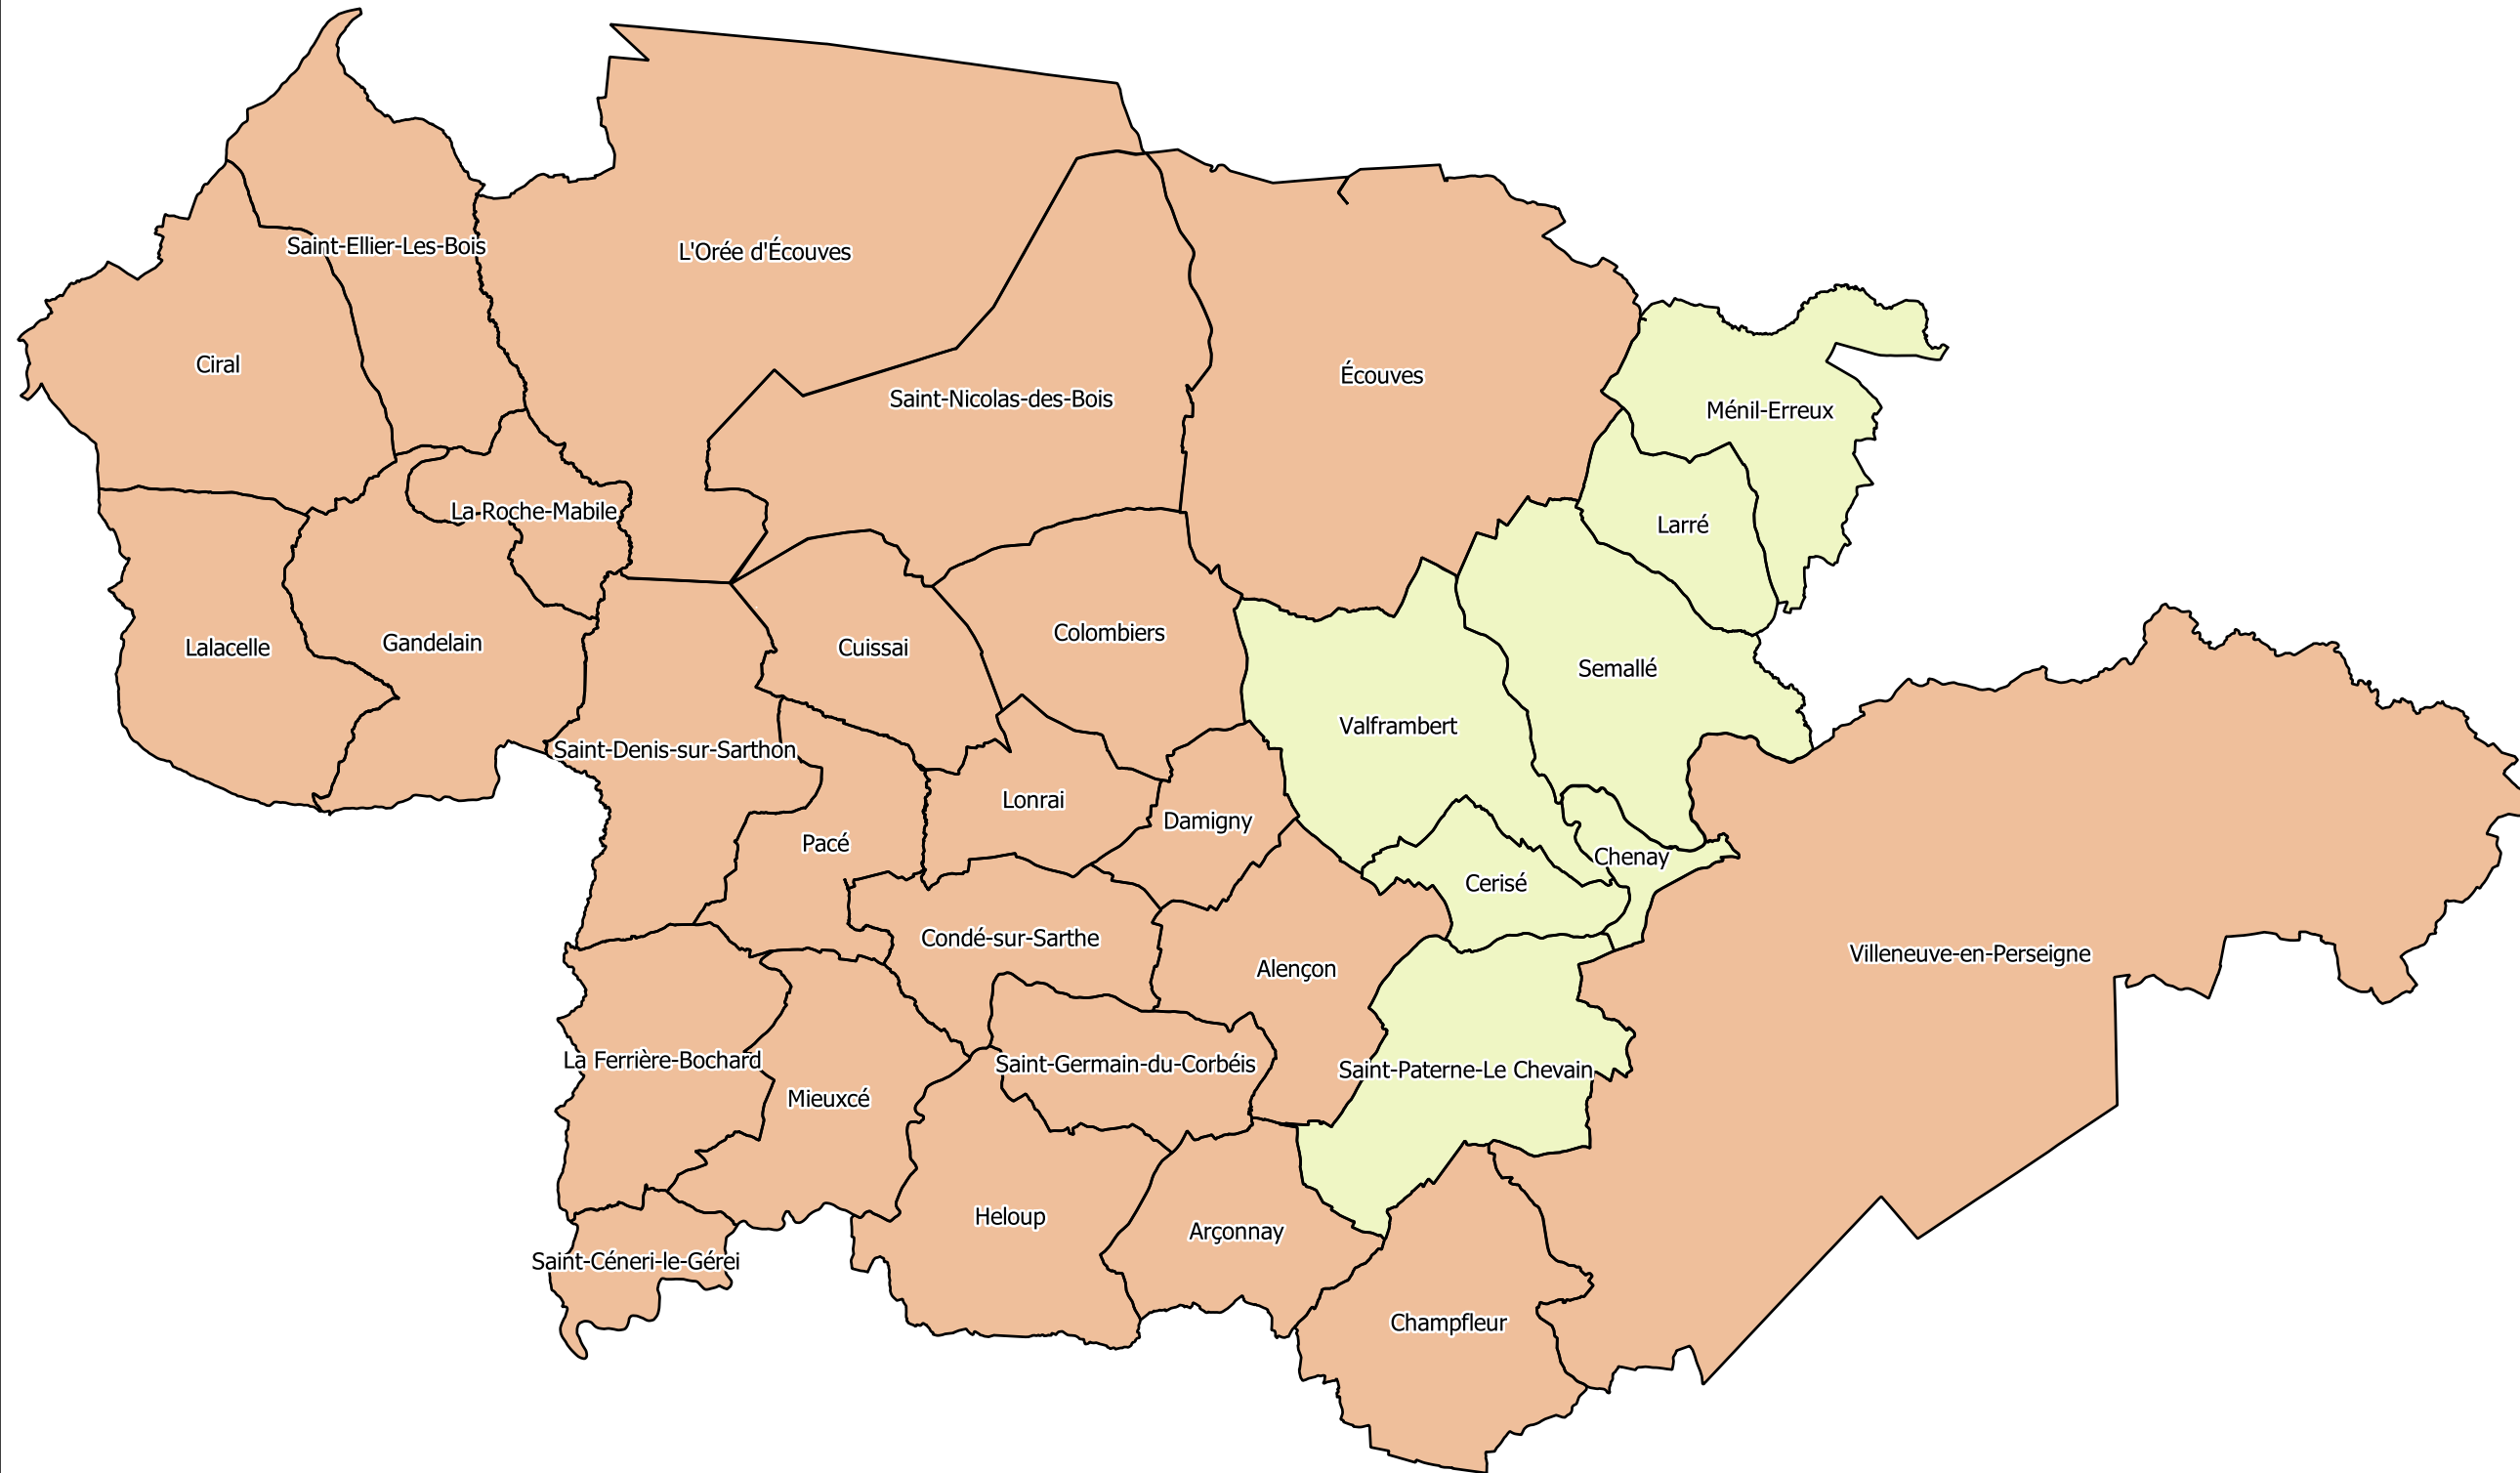 Saint-Ellier-Les-Bois
L'Orée d'Écouves
Ciral
Écouves
Saint-Nicolas-des-Bois
Ménil-Erreux
La Roche-Mabile
Larré
Colombiers
Gandelain
Lalacelle
Cuissai
Semallé
Valframbert
Saint-Denis-sur-Sarthon
Lonrai
Damigny
Pacé
Chenay
Cerisé
Condé-sur-Sarthe
Villeneuve-en-Perseigne
Alençon
La Ferrière-Bochard
Saint-Germain-du-Corbéis
Saint-Paterne-Le Chevain
Mieuxcé
Heloup
Arçonnay
Saint-Céneri-le-Gérei
Champfleur